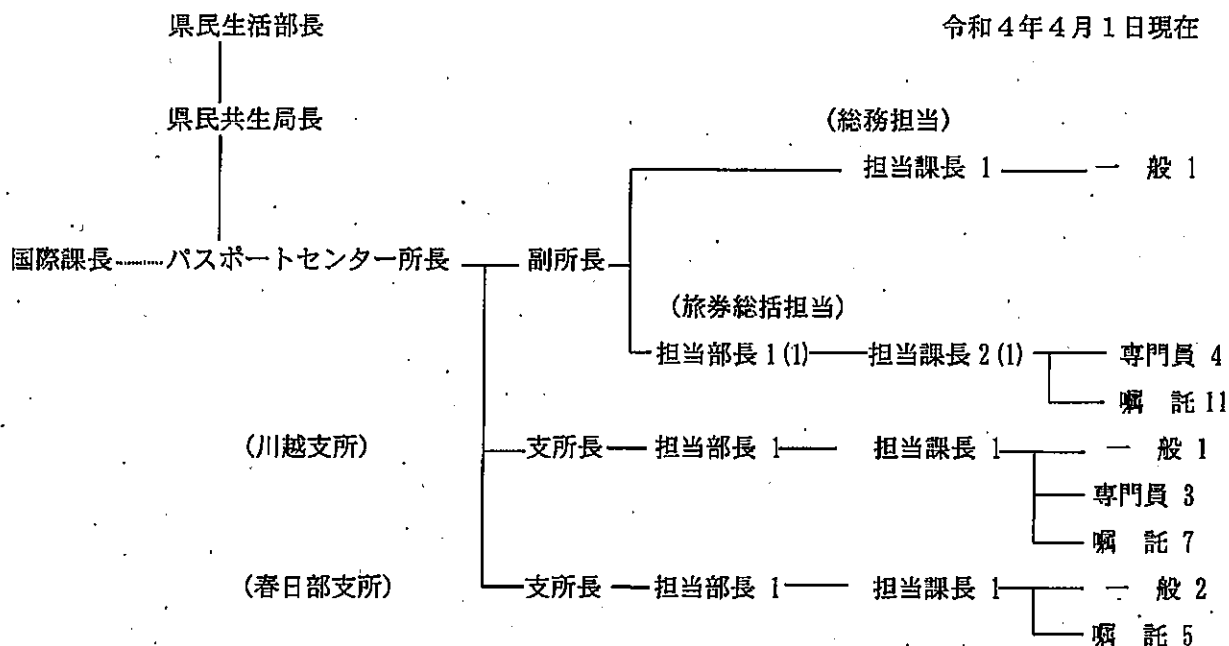 県民生活部長 令和4年4月1日現在
県民共生局長
(総務担当)
担当課長 1 一 般 1
国際課長 パスポートセンター所長 副所長
(旅券総括担当)
担当部長 1 (1) 担当課長 2 (1) 専門員 4
嘱 託 11
(川越支所) 支所長 担当部長 1 担当課長 1 一 般 1
専門員 3
嘱 託 7
(春日部支所) 支所長 担当部長 1 担当課長 1 一 般 2
嘱 託 5